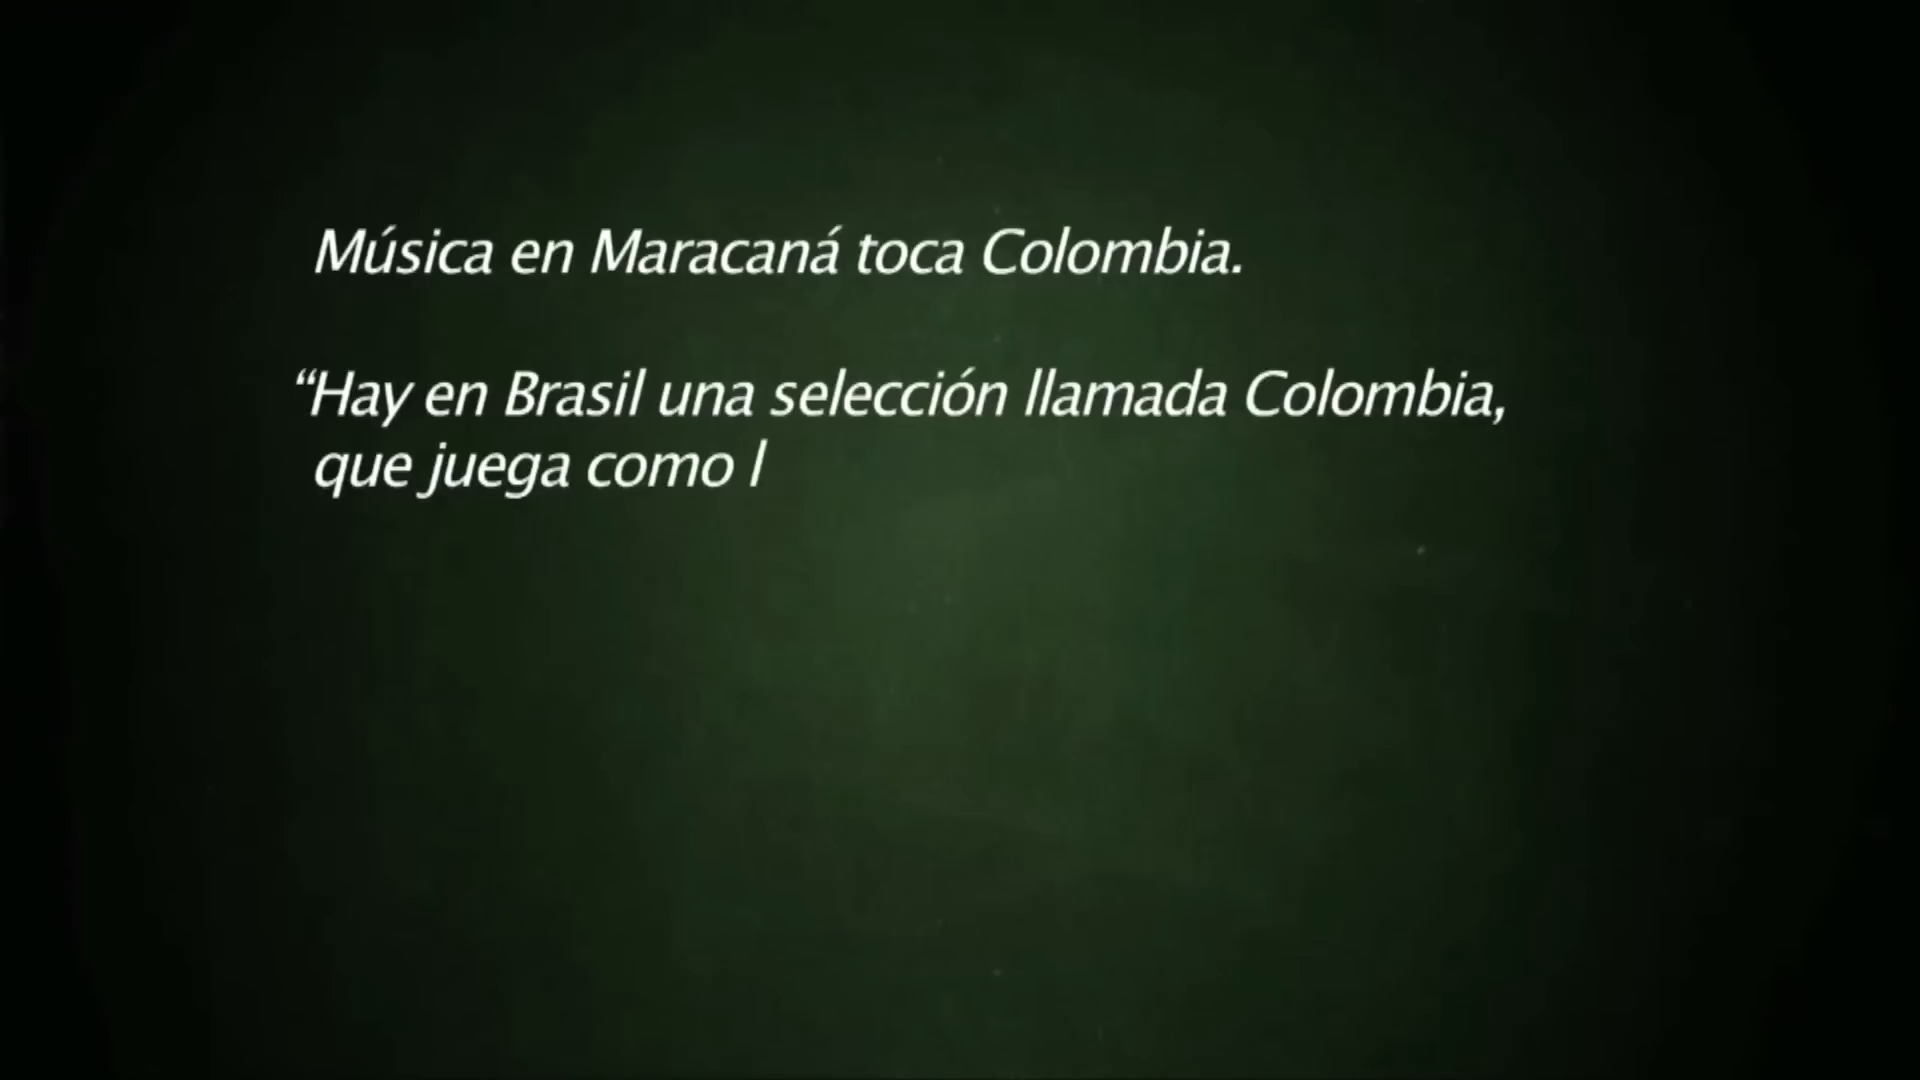 Música en Maracaná toca Colombia.
“Hay en Brasil una selección llamada Colombia,
que juega como l